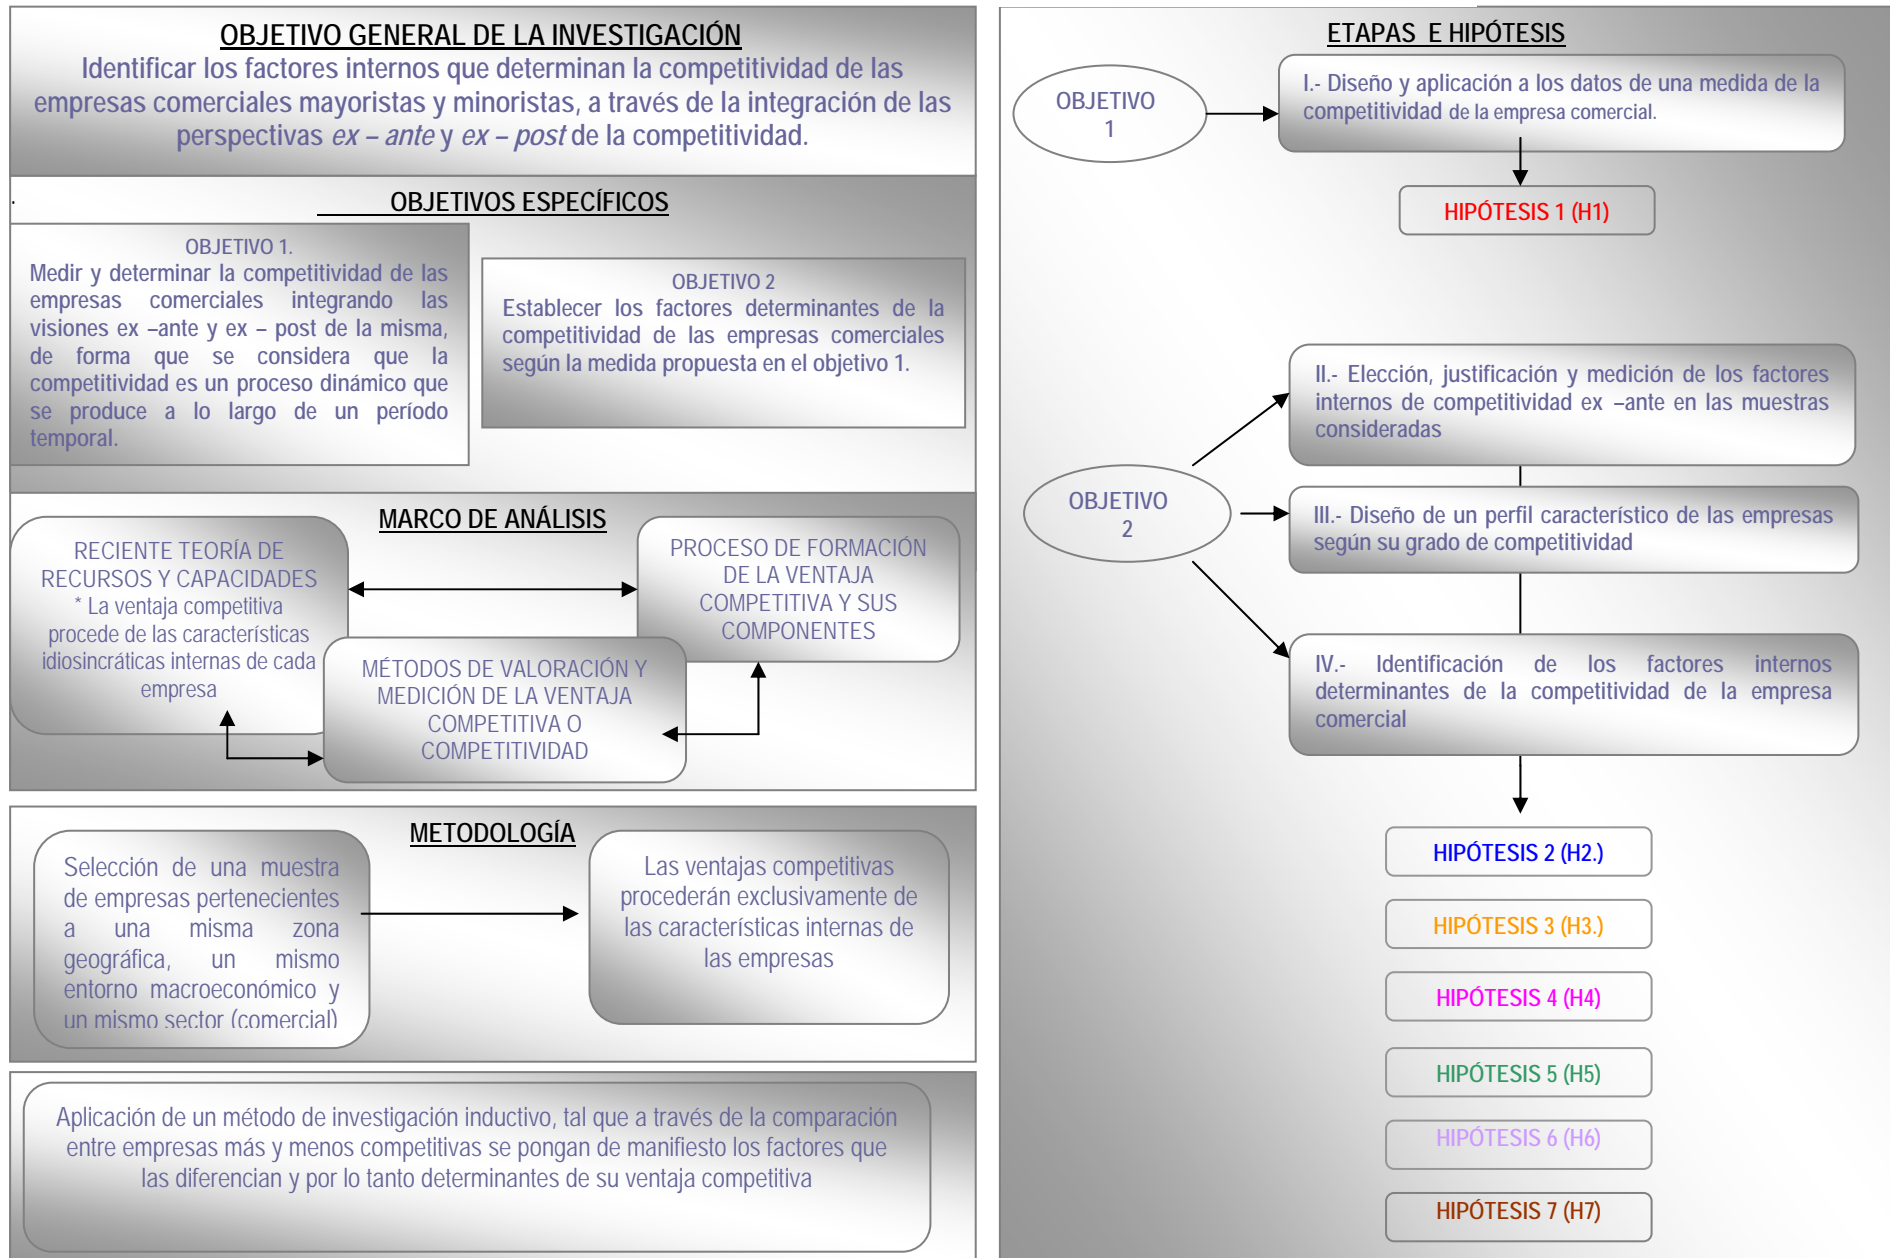 OBJETIVO GENERAL DE LA INVESTIGACIÓN
Identificar los factores internos que determinan la competitividad de las
empresas comerciales mayoristas y minoristas, a través de la integración de las
perspectivas ex – ante y ex – post de la competitividad.
.
OBJETIVOS ESPECÍFICOS
OBJETIVO 1.
Medir y determinar la competitividad de las
empresas comerciales integrando las
visiones ex –ante y ex – post de la misma,
de forma que se considera que la
competitividad es un proceso dinámico que
se produce a lo largo de un período
temporal.
OBJETIVO 2
Establecer los factores determinantes de la
competitividad de las empresas comerciales
según la medida propuesta en el objetivo 1.
MARCO DE ANÁLISIS
RECIENTE TEORÍA DE
RECURSOS Y CAPACIDADES
* La ventaja competitiva
procede de las características
idiosincráticas internas de cada
empresa
PROCESO DE FORMACIÓN
DE LA VENTAJA
COMPETITIVA Y SUS
COMPONENTES
MÉTODOS DE VALORACIÓN Y
MEDICIÓN DE LA VENTAJA
COMPETITIVA O
COMPETITIVIDAD
METODOLOGÍA
Selección de una muestra
de empresas pertenecientes
a una misma zona
geográfica, un mismo
entorno macroeconómico y
un mismo sector (comercial)
Las ventajas competitivas
procederán exclusivamente de
las características internas de
las empresas
Aplicación de un método de investigación inductivo, tal que a través de la comparación
entre empresas más y menos competitivas se pongan de manifiesto los factores que
las diferencian y por lo tanto determinantes de su ventaja competitiva
ETAPAS E HIPÓTESIS
OBJETIVO
1
I.- Diseño y aplicación a los datos de una medida de la
competitividad de la empresa comercial.
HIPÓTESIS 1 (H1)
OBJETIVO
2
II.- Elección, justificación y medición de los factores
internos de competitividad ex –ante en las muestras
consideradas
III.- Diseño de un perfil característico de las empresas
según su grado de competitividad
IV.- Identificación de los factores internos
determinantes de la competitividad de la empresa
comercial
HIPÓTESIS 2 (H2.)
HIPÓTESIS 3 (H3.)
HIPÓTESIS 4 (H4)
HIPÓTESIS 5 (H5)
HIPÓTESIS 6 (H6)
HIPÓTESIS 7 (H7)